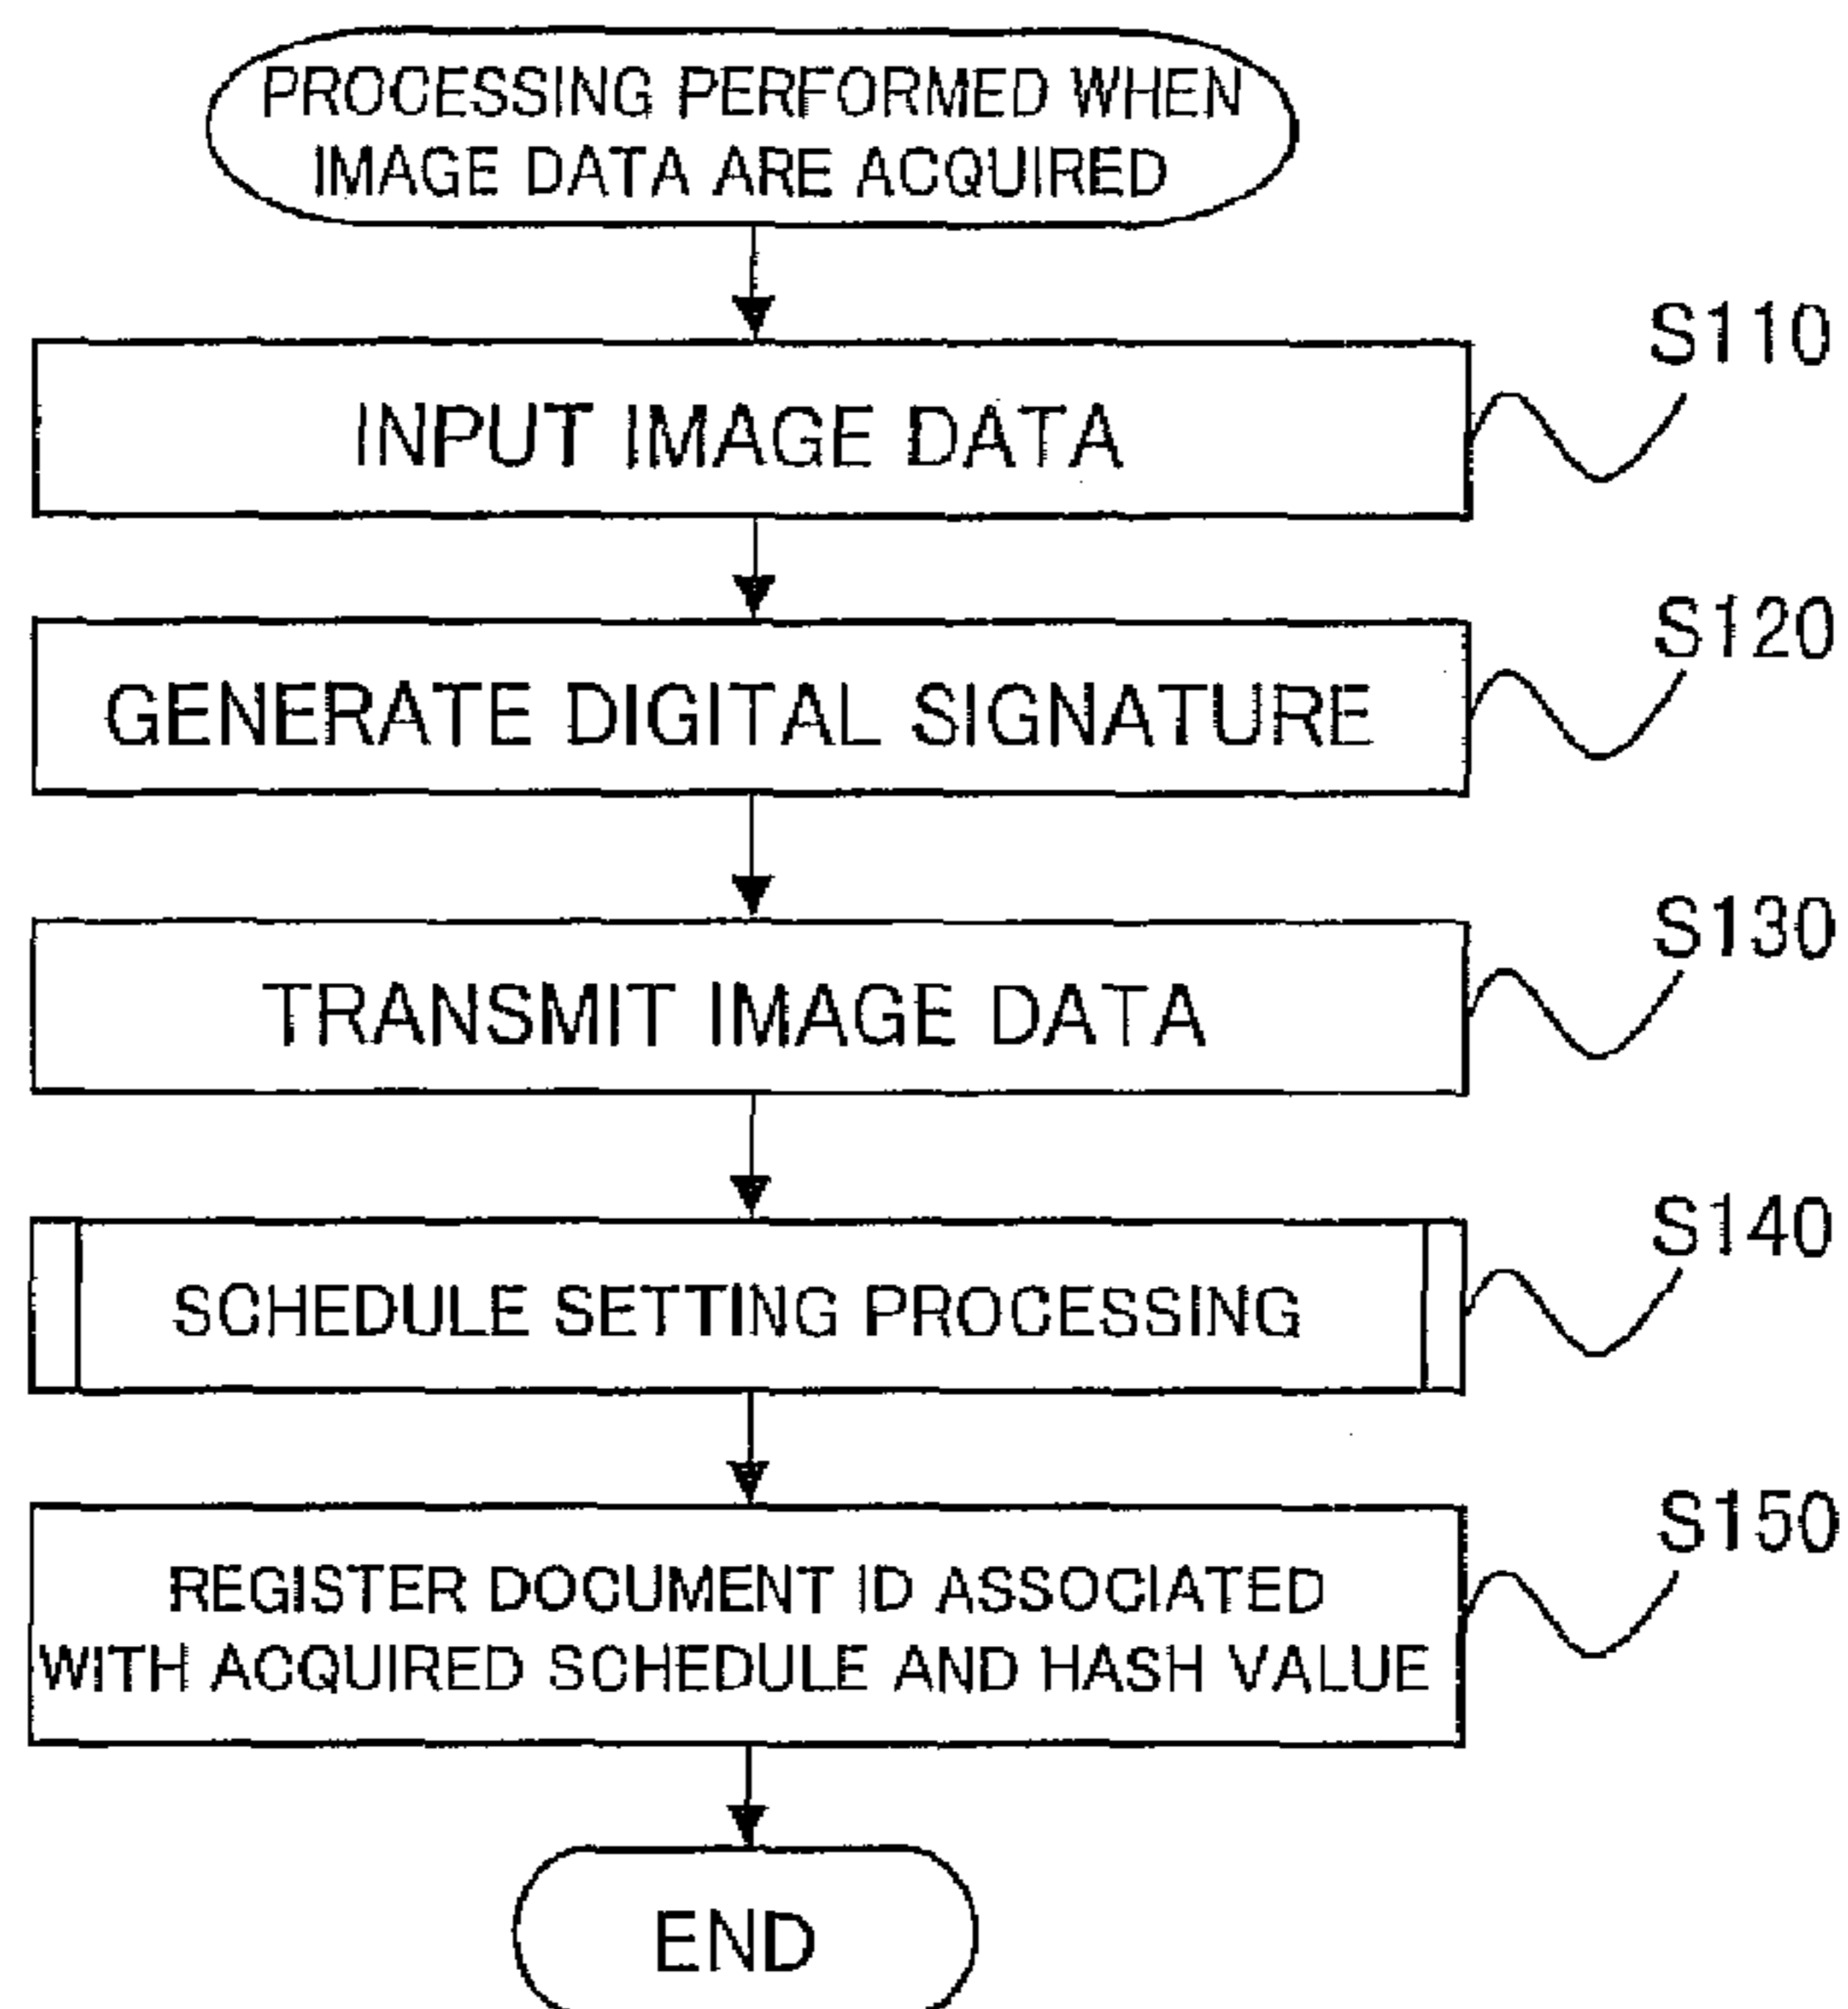 PROCESSING PERFORMED WHEN
IMAGE DATA ARE ACQUIRED
S110
INPUT IMAGE DATA
S120
GENERATE DIGITAL SIGNATURE
S130
TRANSMIT IMAGE DATA
S140
SCHEDULE SETTING PROCESSING
S150
REGISTER DOCUMENT ID ASSOCIATED
WITH ACQUIRED SCHEDULE AND HASH VALUE
END